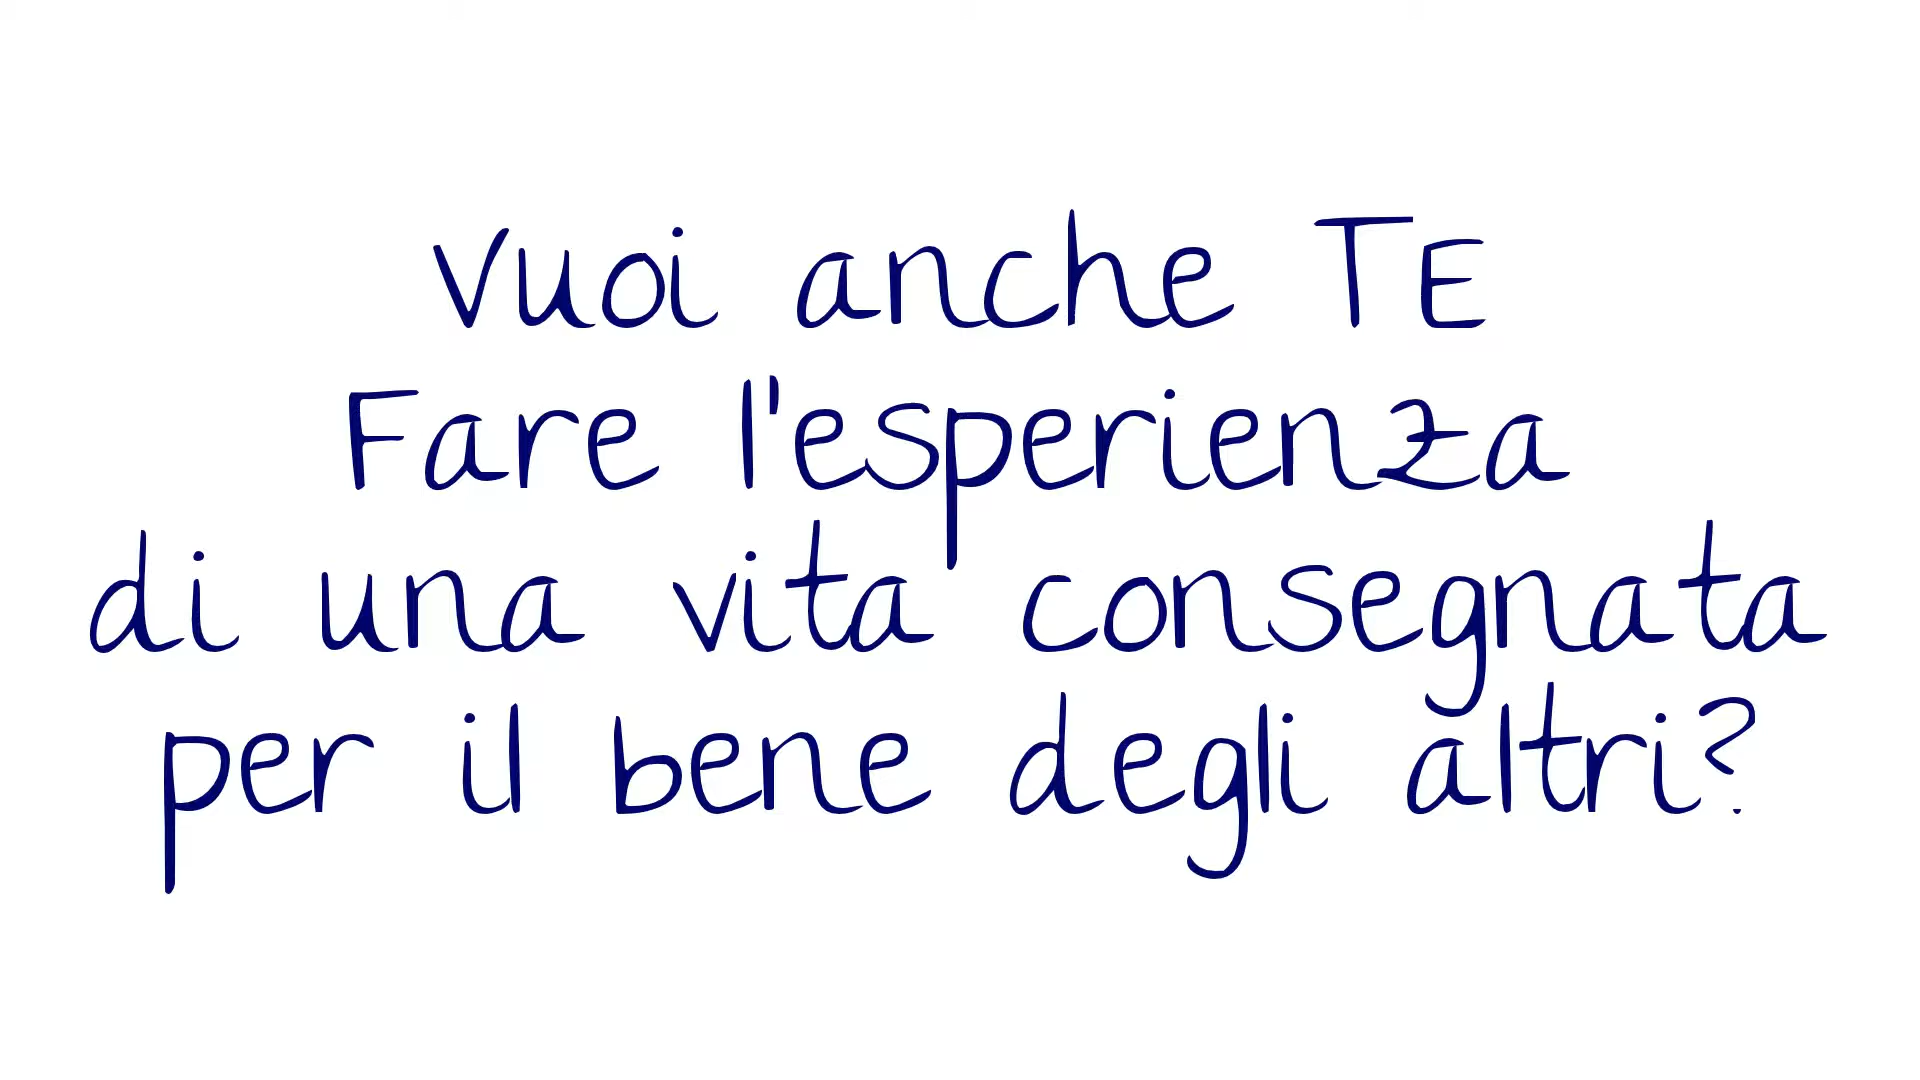 Vuoi anche TE
Fare l'esperienza
di una vita consegnata
per il bene degli altri?